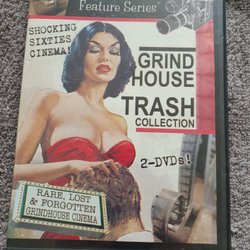 Feature Series
SHOCKING
SIXTIES
CINEMA!
GRIND
HOUSE
TRASH
COLLECTION
2-DVDs!
RARE, LOST
& FORGOTTEN
GRINDHOUSE CINEMA